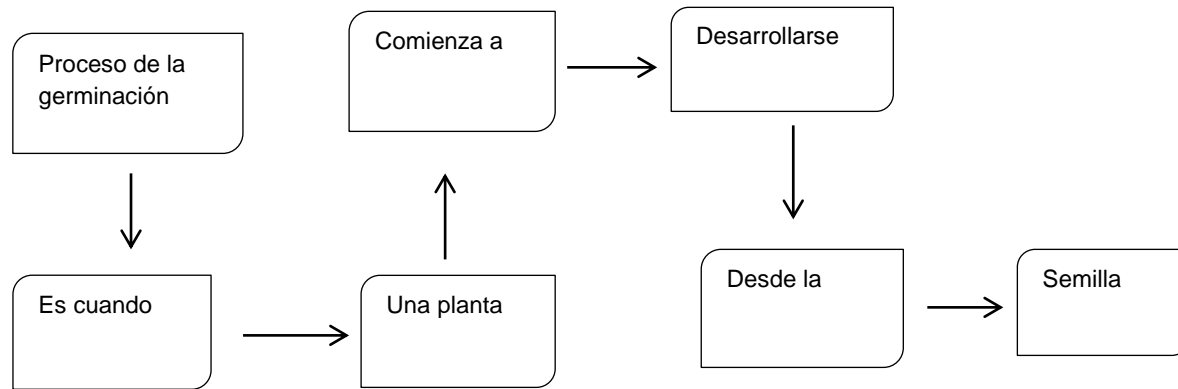 Proceso de la
germinación
Es cuando
Una planta
Comienza a
Desarrollarse
Desde la
Semilla